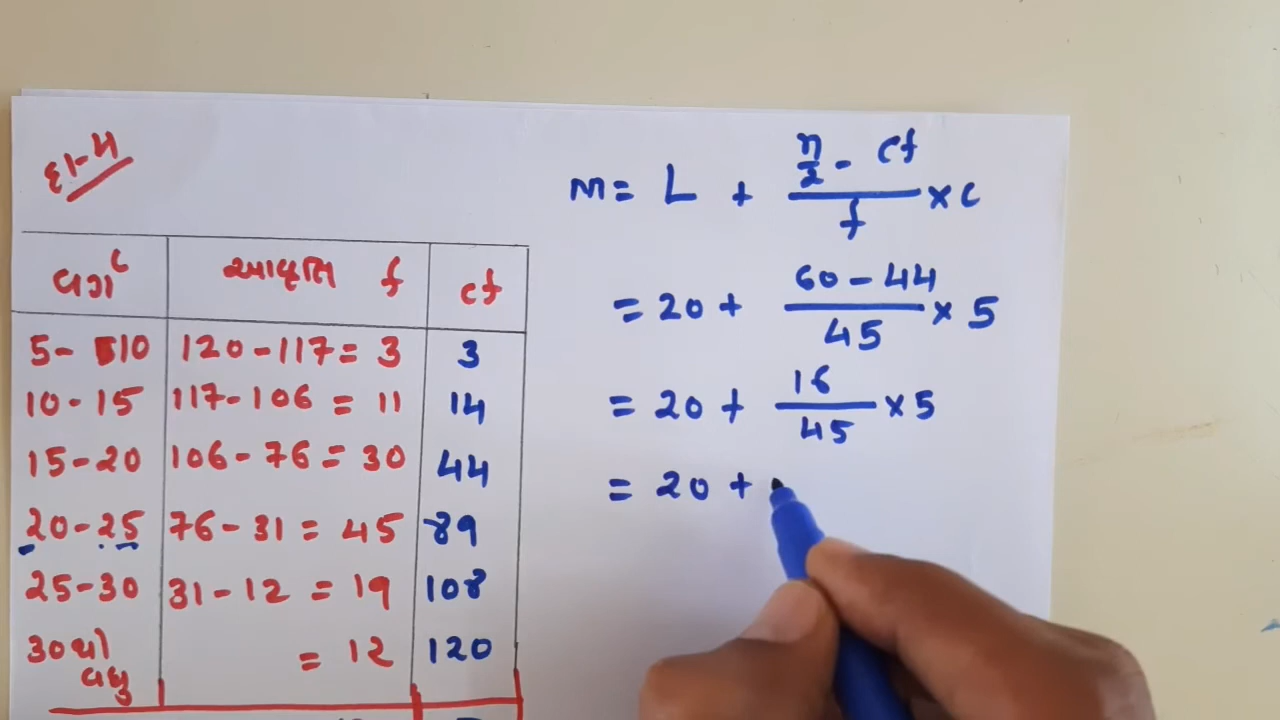 દા-૫
વર્ગ આવૃત્તિ f cf
5-10 120-117=3 3
10-15 117-106=11 14
15-20 106-76=30 44
20-25 76-31=45 89
25-30 31-12=19 108
30થી વધુ =12 120
M= L + n/2 - cf / f ×c
= 20+ 60-44 / 45 ×5
= 20+ 16 / 45 ×5
= 20+